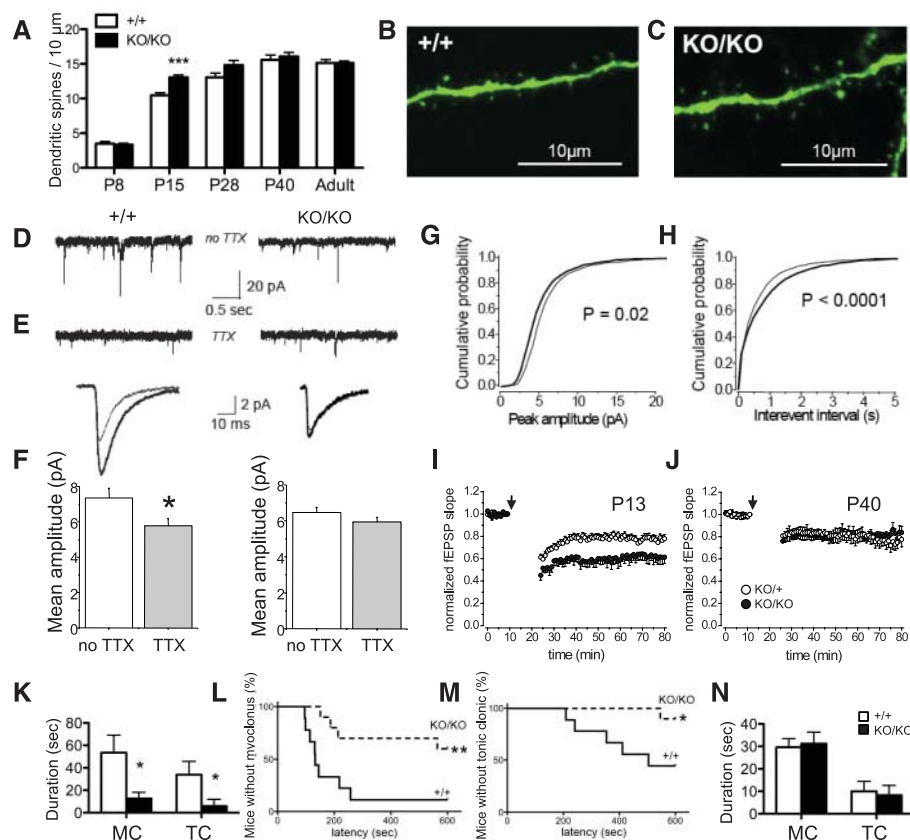 A
Dendritic spines / 10 µm
20
15
10
5
0
+/+
KO/KO
***
P8 P15 P28 P40 Adult
B
+/+
10µm
C
KO/KO
10µm
D
+/+
KO/KO
no TTX
20 pA
0.5 sec
E
TTX
2 pA
10 ms
F
Mean amplitude (pA)
8
6
4
2
0
*
no TTX TTX
Mean amplitude (pA)
8
6
4
2
0
no TTX TTX
G
Cumulative probability
1.0
0.8
0.6
0.4
0.2
0.0
P = 0.02
0 5 10 15 20
Peak amplitude (pA)
H
Cumulative probability
1.0
0.8
0.6
0.4
0.2
0.0
P < 0.0001
0 1 2 3 4 5
Interevent interval (s)
I
normalized fEPSP slope
1.2
1.0
0.8
0.6
0.4
0.2
0.0
P13
0 10 20 30 40 50 60 70 80
time (min)
J
normalized fEPSP slope
1.2
1.0
0.8
0.6
0.4
0.2
0.0
P40
KO/+
KO/KO
0 10 20 30 40 50 60 70 80
time (min)
K
Duration (sec)
80
60
40
20
0
*
*
MC TC
L
Mice without myoclonus (%)
100
50
0
KO/KO
**
+/+
0 200 400 600
latency (sec)
M
Mice without tonic clonic (%)
100
50
0
KO/KO
*
+/+
0 200 400 600
latency (sec)
N
Duration (sec)
40
30
20
10
0
+/+
KO/KO
MC TC